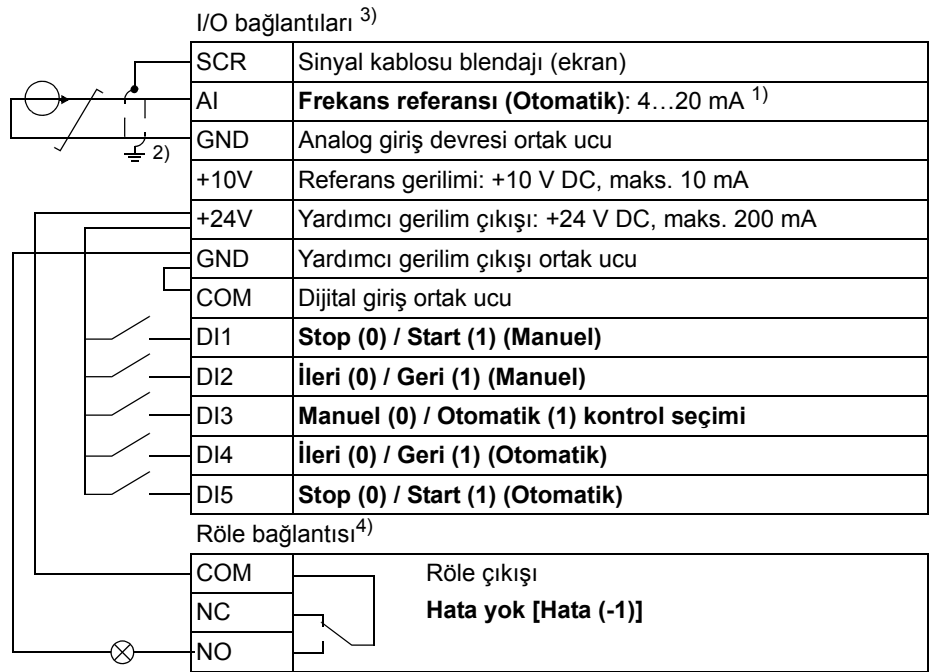 I/O bağlantıları 3)
SCR Sinyal kablosu blendajı (ekran)
AI Frekans referansı (Otomatik): 4…20 mA 1)
GND Analog giriş devresi ortak ucu
2)
+10V Referans gerilimi: +10 V DC, maks. 10 mA
+24V Yardımcı gerilim çıkışı: +24 V DC, maks. 200 mA
GND Yardımcı gerilim çıkışı ortak ucu
COM Dijital giriş ortak ucu
DI1 Stop (0) / Start (1) (Manuel)
DI2 İleri (0) / Geri (1) (Manuel)
DI3 Manuel (0) / Otomatik (1) kontrol seçimi
DI4 İleri (0) / Geri (1) (Otomatik)
DI5 Stop (0) / Start (1) (Otomatik)
Röle bağlantısı4)
COM Röle çıkışı
NC Hata yok [Hata (-1)]
NO